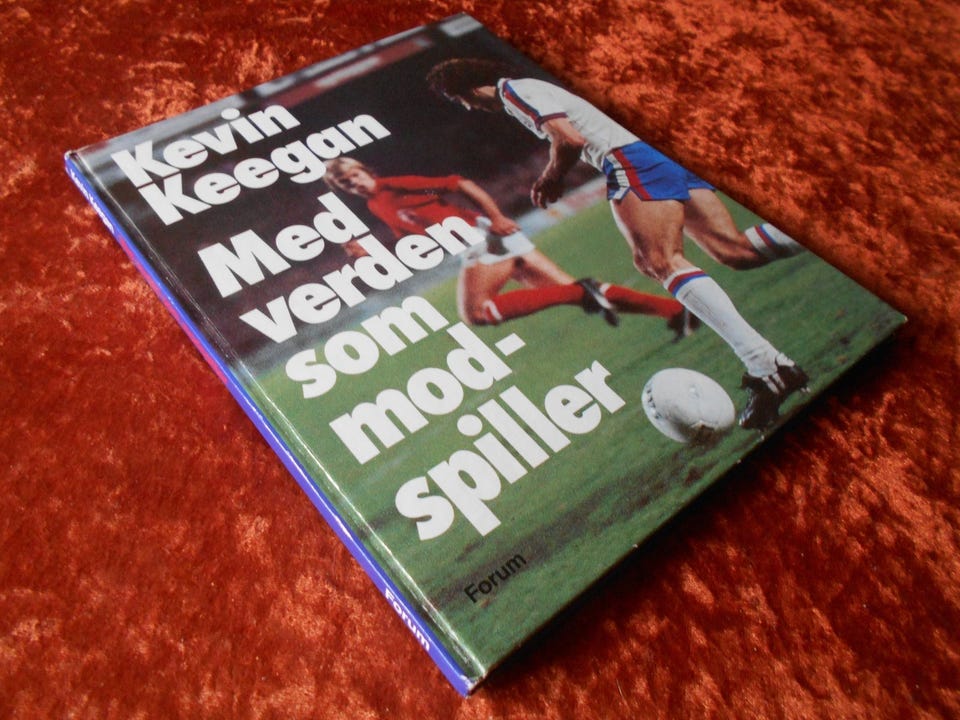 Kevin
Keegan
Med
verden
som
mod-
spiller
Forum
Forum